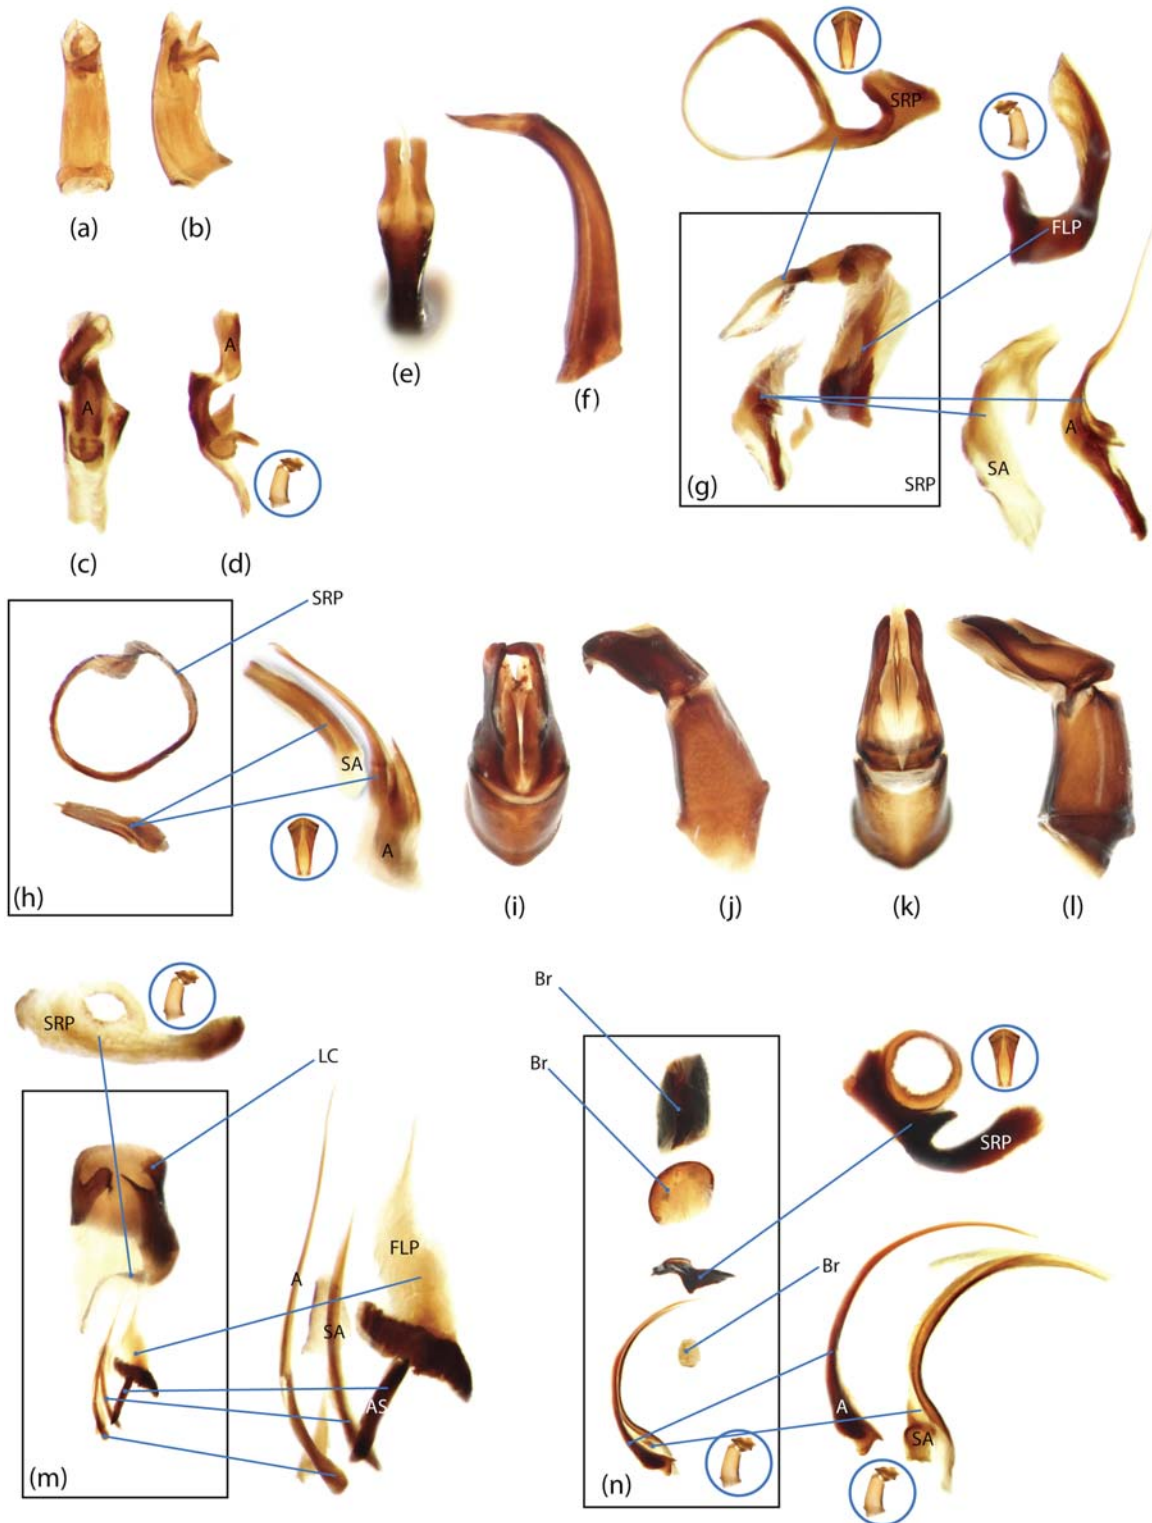 (a)
(b)
(c)
A
(d)
A
(e)
(f)
SRP
FLP
(g)
SRP
SA
A
SRP
(h)
SA
A
(i)
(j)
(k)
(l)
SRP
LC
(m)
A
SA
FLP
AS
Br
Br
Br
SRP
(n)
A
SA